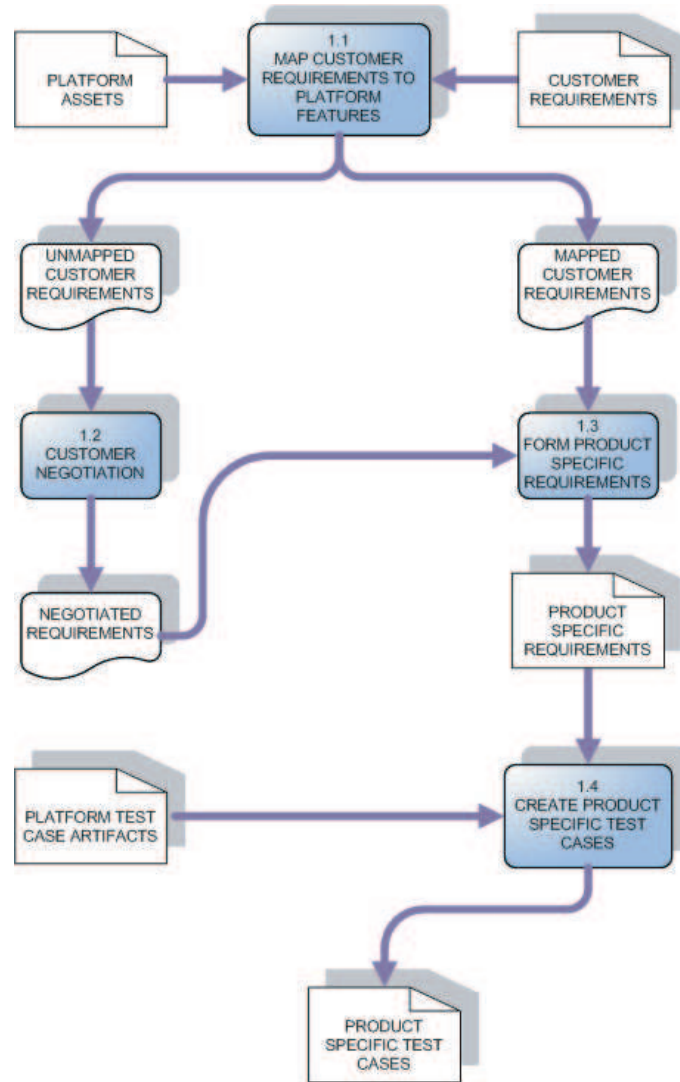 PLATFORM
ASSETS
1.1
MAP CUSTOMER
REQUIREMENTS TO
PLATFORM
FEATURES
CUSTOMER
REQUIREMENTS
UNMAPPED
CUSTOMER
REQUIREMENTS
MAPPED
CUSTOMER
REQUIREMENTS
1.2
CUSTOMER
NEGOTIATION
1.3
FORM PRODUCT
SPECIFIC
REQUIREMENTS
NEGOTIATED
REQUIREMENTS
PRODUCT
SPECIFIC
REQUIREMENTS
PLATFORM TEST
CASE ARTIFACTS
1.4
CREATE PRODUCT
SPECIFIC TEST
CASES
PRODUCT
SPECIFIC TEST
CASES